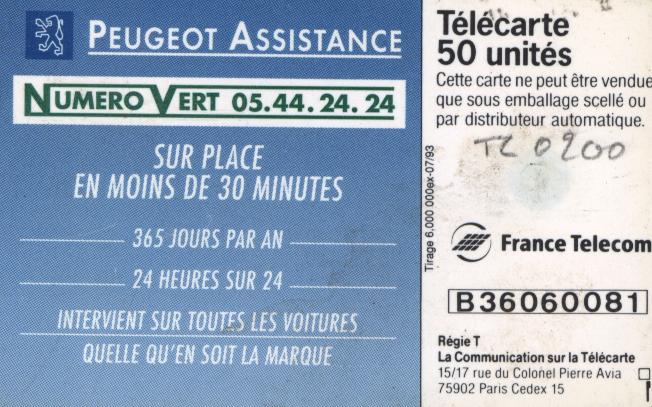 PEUGEOT ASSISTANCE
NUMERO VERT 05.44.24.24
SUR PLACE
EN MOINS DE 30 MINUTES
365 JOURS PAR AN
24 HEURES SUR 24
INTERVIENT SUR TOUTES LES VOITURES
QUELLE QU'EN SOIT LA MARQUE
Tirage 6.000 000ex-07/93
Télécarte
50 unités
Cette carte ne peut être vendue
que sous emballage scellé ou
par distributeur automatique.
TL 0200
France Telecom
B36060081
Régie T
La Communication sur la Télécarte
15/17 rue du Colonel Pierre Avia
75902 Paris Cedex 15